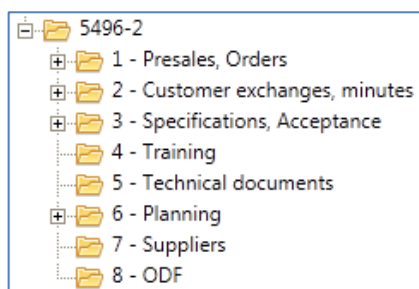 5496-2
1 - Presales, Orders
2 - Customer exchanges, minutes
3 - Specifications, Acceptance
4 - Training
5 - Technical documents
6 - Planning
7 - Suppliers
8 - ODF